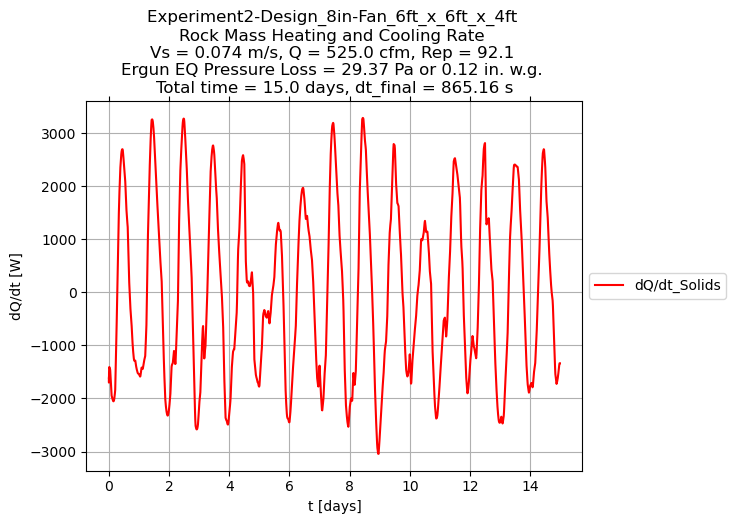 Experiment2-Design_8in-Fan_6ft_x_6ft_x_4ft
Rock Mass Heating and Cooling Rate
Vs = 0.074 m/s, Q = 525.0 cfm, Rep = 92.1
Ergun EQ Pressure Loss = 29.37 Pa or 0.12 in. w.g.
Total time = 15.0 days, dt_final = 865.16 s
3000
2000
1000
0
−1000
−2000
−3000
dQ/dt [W]
0 2 4 6 8 10 12 14
t [days]
dQ/dt_Solids